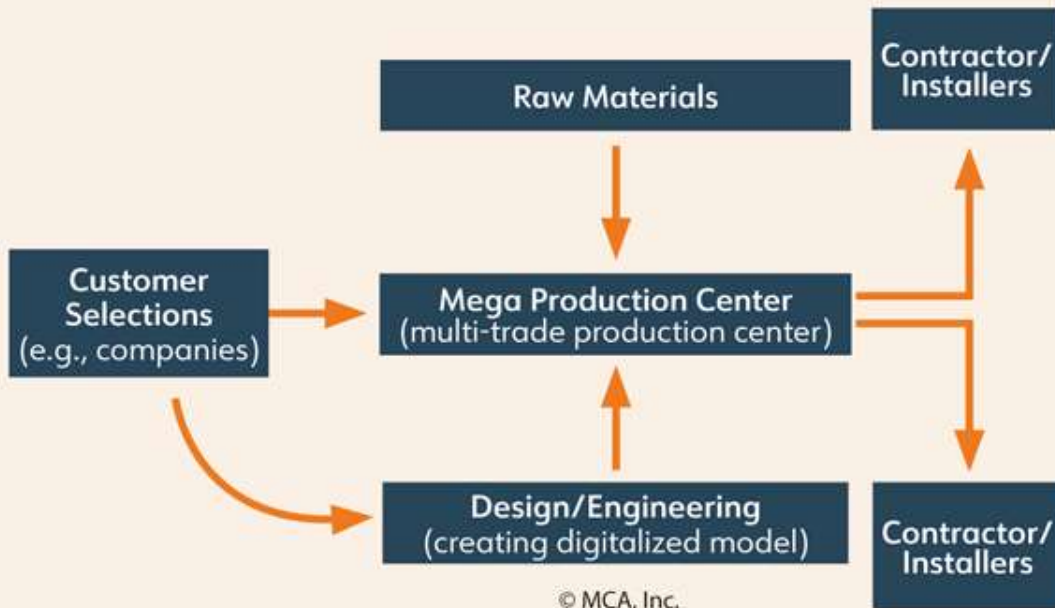 Raw Materials
Contractor/
Installers
Customer
Selections
(e.g., companies)
Mega Production Center
(multi-trade production center)
Design/Engineering
(creating digitalized model)
Contractor/
Installers
© MCA, Inc.